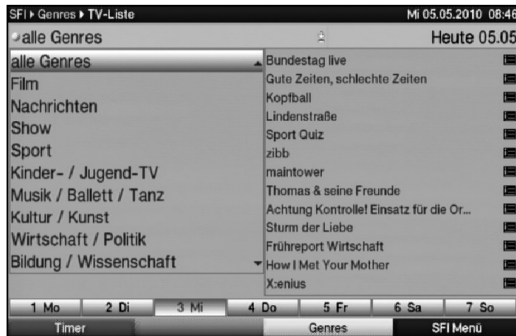 SFI ▸ Genres ▸ TV-Liste Mi 05.05.2010 08:46
alle Genres Heute 05.05
alle Genres
Film
Nachrichten
Show
Sport
Kinder- / Jugend-TV
Musik / Ballett / Tanz
Kultur / Kunst
Wirtschaft / Politik
Bildung / Wissenschaft
Bundestag live
Gute Zeiten, schlechte Zeiten
Kopfball
Lindenstraße
Sport Quiz
zibb
maintower
Thomas & seine Freunde
Achtung Kontrolle! Einsatz für die Or...
Sturm der Liebe
Frühreport Wirtschaft
How I Met Your Mother
X:enius
1 Mo 2 Di 3 Mi 4 Do 5 Fr 6 Sa 7 So
Timer Genres SFI Menü